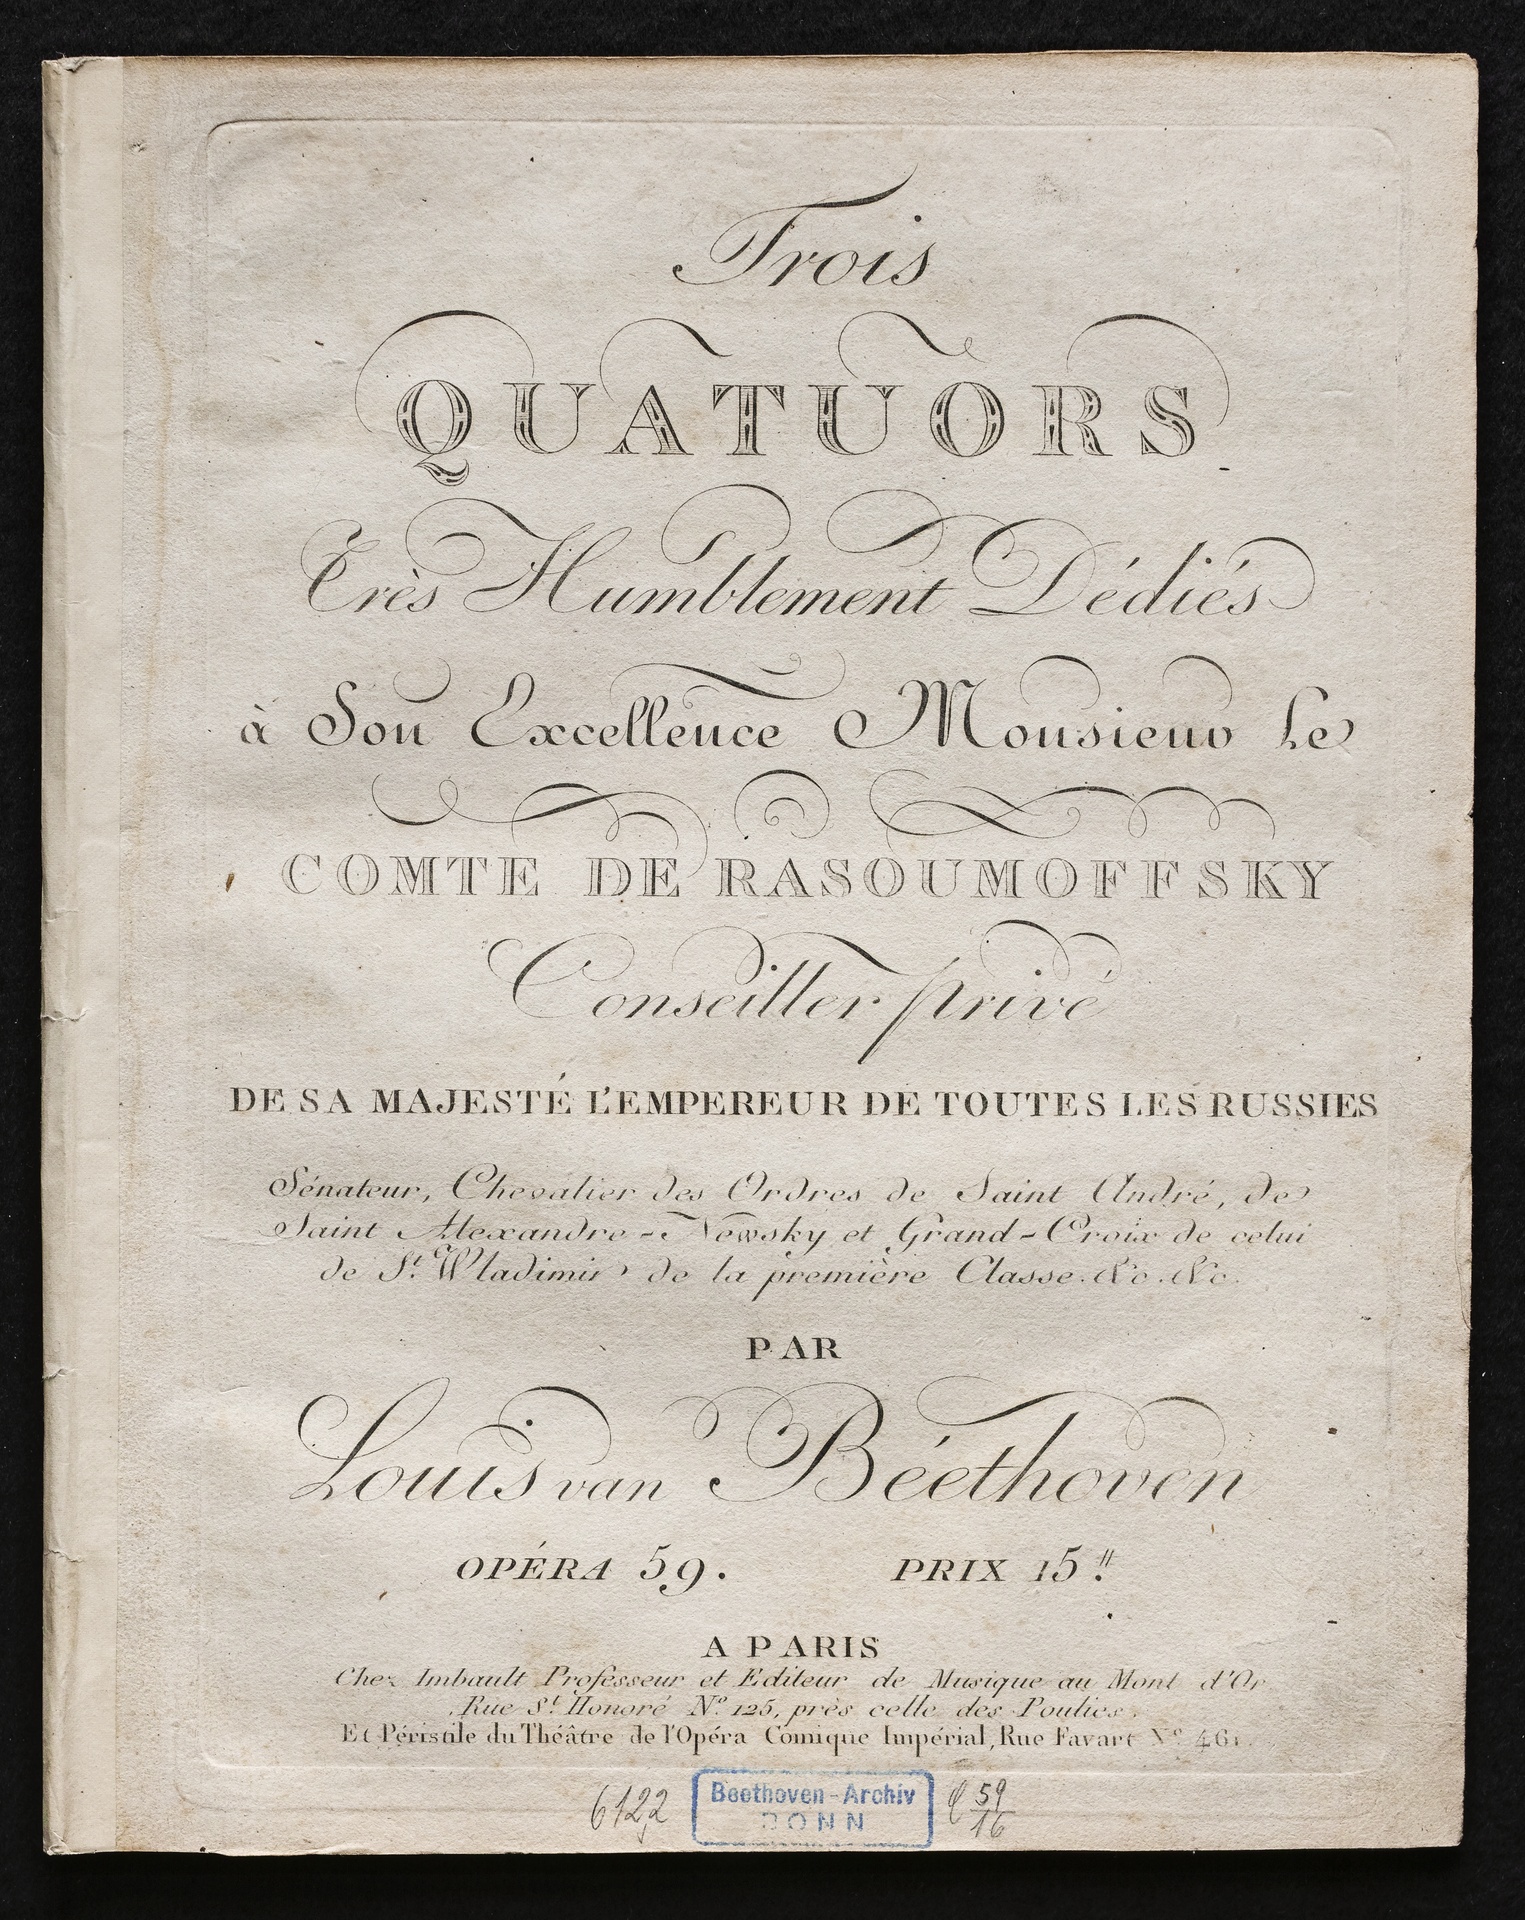 Trois
QUATUORS
Très Humblement Dédiés
à Son Excellence Monsieur Le
COMTE DE RASOUMOFFSKY
Conseiller privé
DE SA MAJESTÉ L'EMPEREUR DE TOUTES LES RUSSIES
Sénateur, Chevalier des Ordres de Saint André, de
Saint Alexandre-Newsky et Grand-Croix de celui
de St. Wladimir de la première Classe. &c. &c.
PAR
Louis van Béethoven
OPÉRA 59. PRIX 15.
A PARIS
Chez Imbault Professeur et Editeur de Musique au Mont d'Or
Rue St. Honoré No. 125, près celle des Poulies.
Et Péristile du Théâtre de l'Opéra Comique Impérial, Rue Favart No. 461.
6122
Beethoven-Archiv
BONN
C 59/16